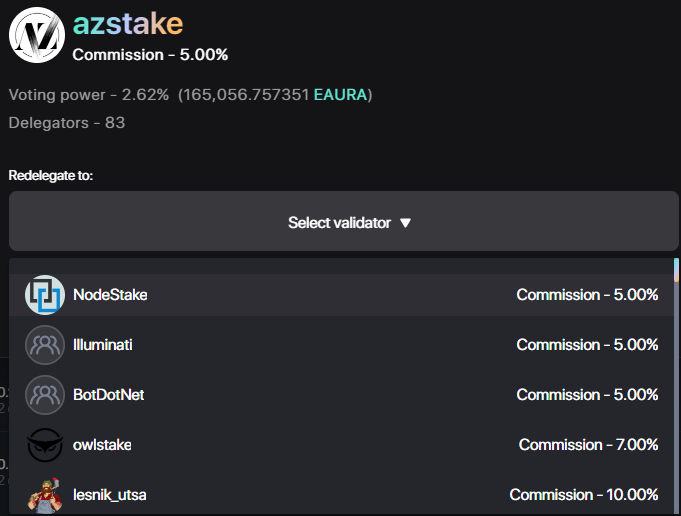 azstake
Commission - 5.00%
Voting power - 2.62% (165,056.757351 EAURA)
Delegators - 83
Redelegate to:
Select validator ▼
NodeStake Commission - 5.00%
Illuminati Commission - 5.00%
BotDotNet Commission - 5.00%
owlstake Commission - 7.00%
lesnik_utsa Commission - 10.00%